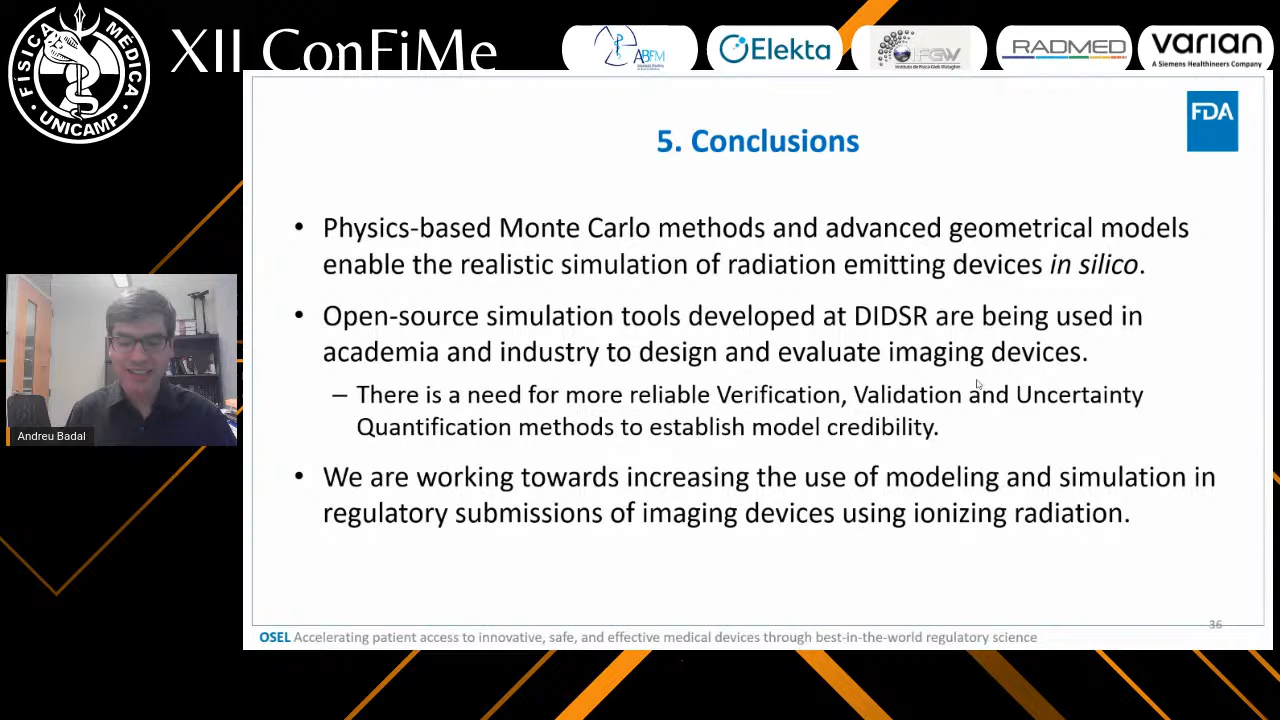 FÍSICA MÉDICA
UNICAMP
XII ConFiMe
ABFM
Elekta
IFGW
RADMED
varian
A Siemens Healthineers Company
FDA
5. Conclusions
• Physics-based Monte Carlo methods and advanced geometrical models
enable the realistic simulation of radiation emitting devices in silico.
• Open-source simulation tools developed at DIDSR are being used in
academia and industry to design and evaluate imaging devices.
– There is a need for more reliable Verification, Validation and Uncertainty
Quantification methods to establish model credibility.
• We are working towards increasing the use of modeling and simulation in
regulatory submissions of imaging devices using ionizing radiation.
Andreu Badal
36
OSEL Accelerating patient access to innovative, safe, and effective medical devices through best-in-the-world regulatory science